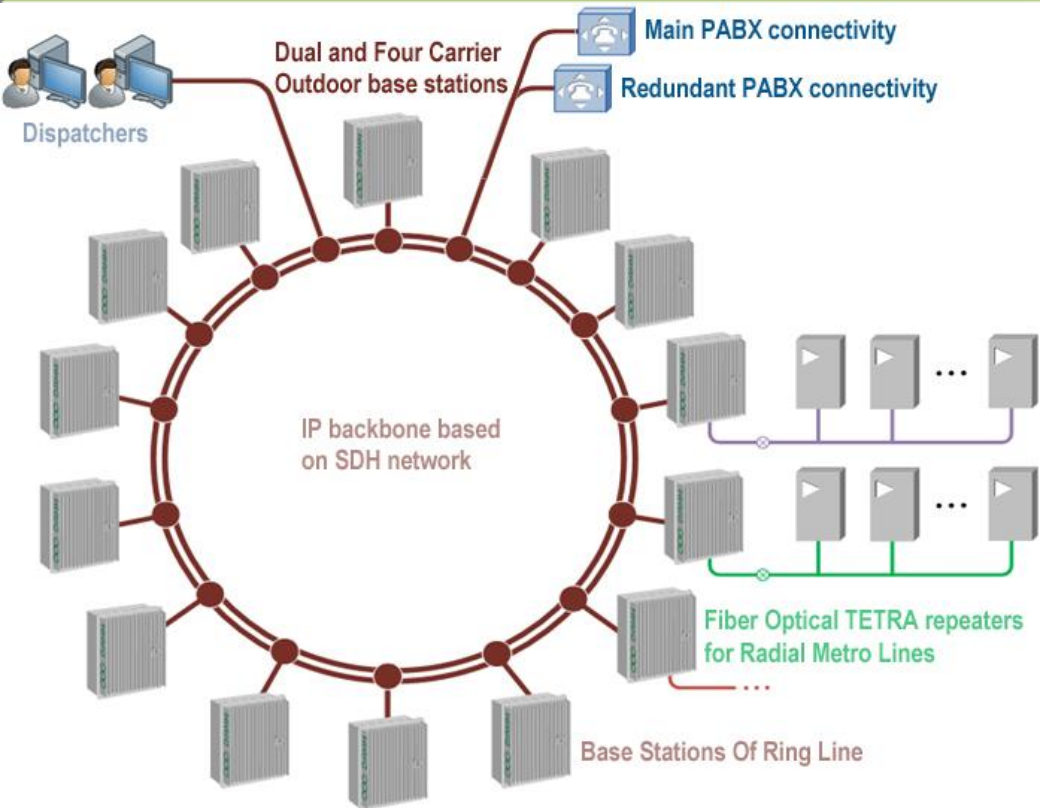 Dual and Four Carrier
Outdoor base stations
Main PABX connectivity
Redundant PABX connectivity
Dispatchers
IP backbone based
on SDH network
Fiber Optical TETRA repeaters
for Radial Metro Lines
Base Stations Of Ring Line